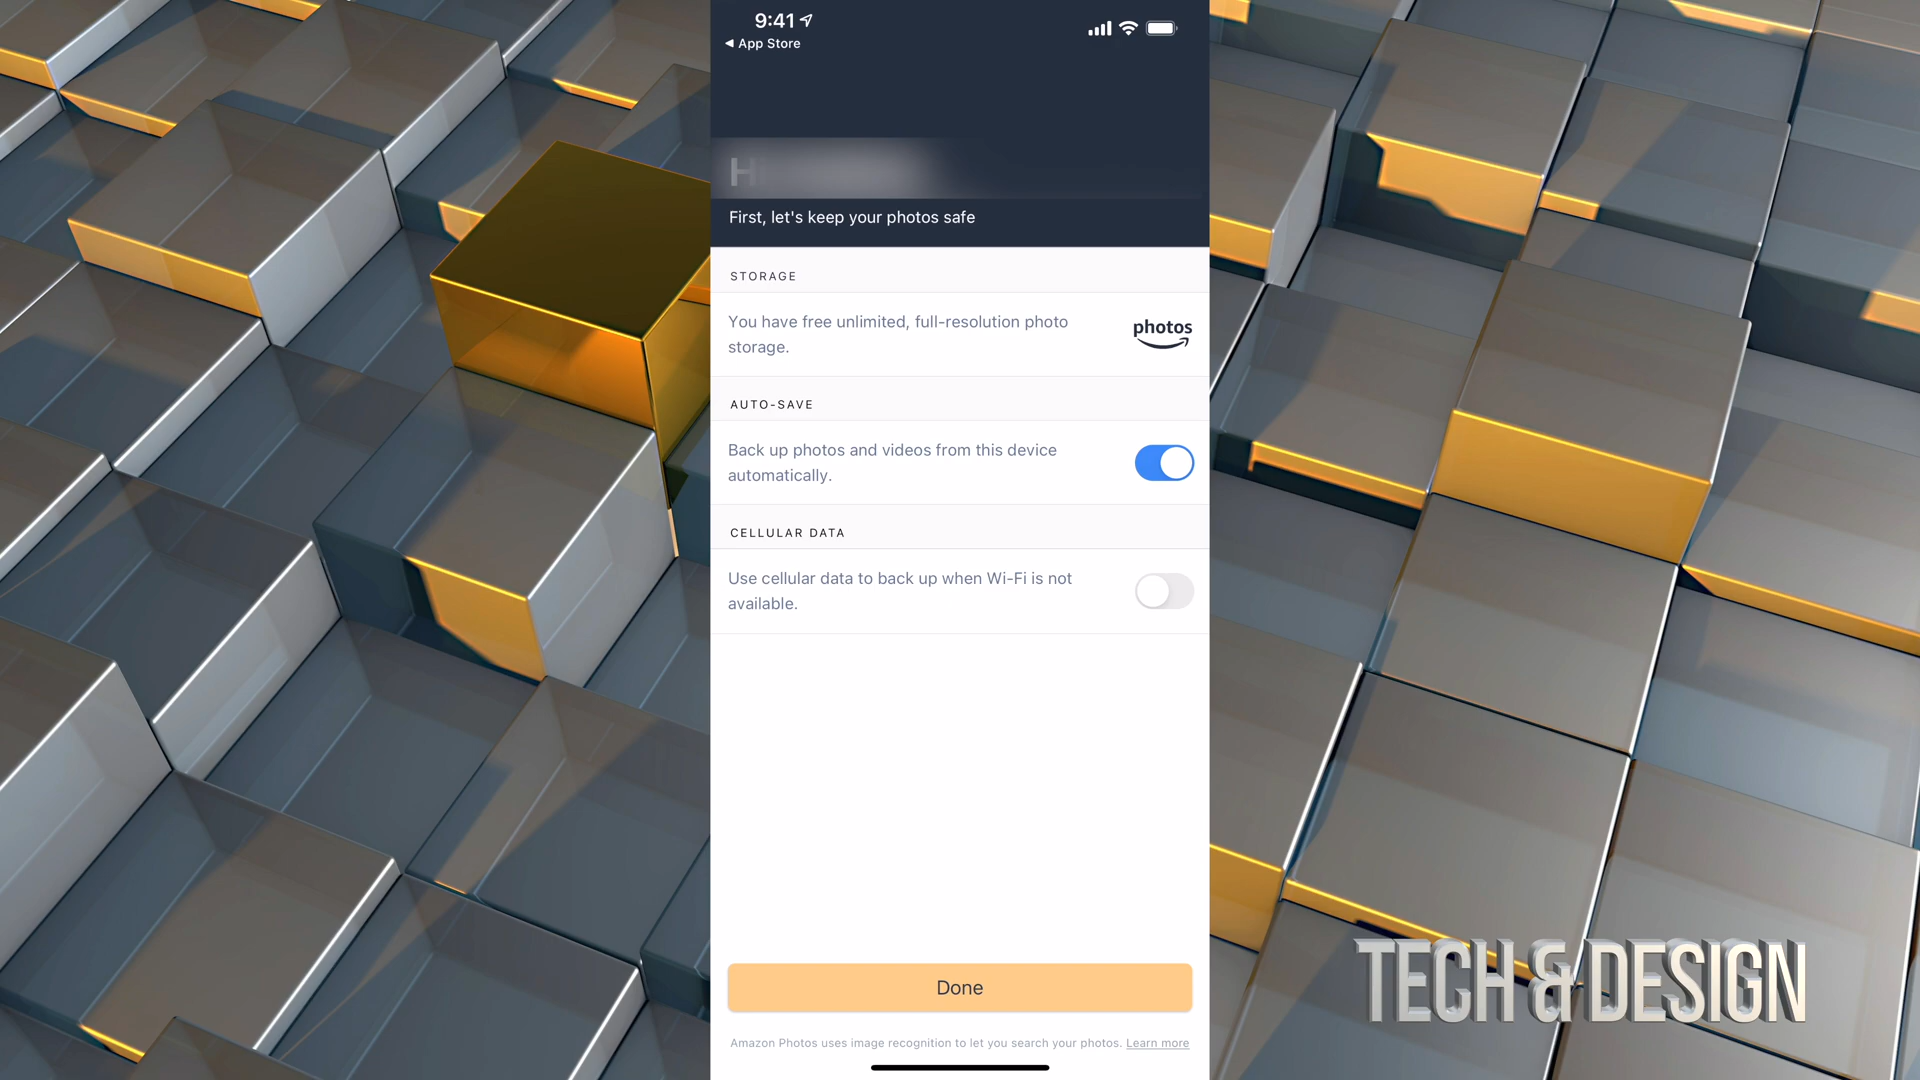 9:41
◀ App Store
First, let's keep your photos safe
STORAGE
You have free unlimited, full-resolution photo
storage.
photos
AUTO-SAVE
Back up photos and videos from this device
automatically.
CELLULAR DATA
Use cellular data to back up when Wi-Fi is not
available.
Done
Amazon Photos uses image recognition to let you search your photos. Learn more
TECH & DESIGN